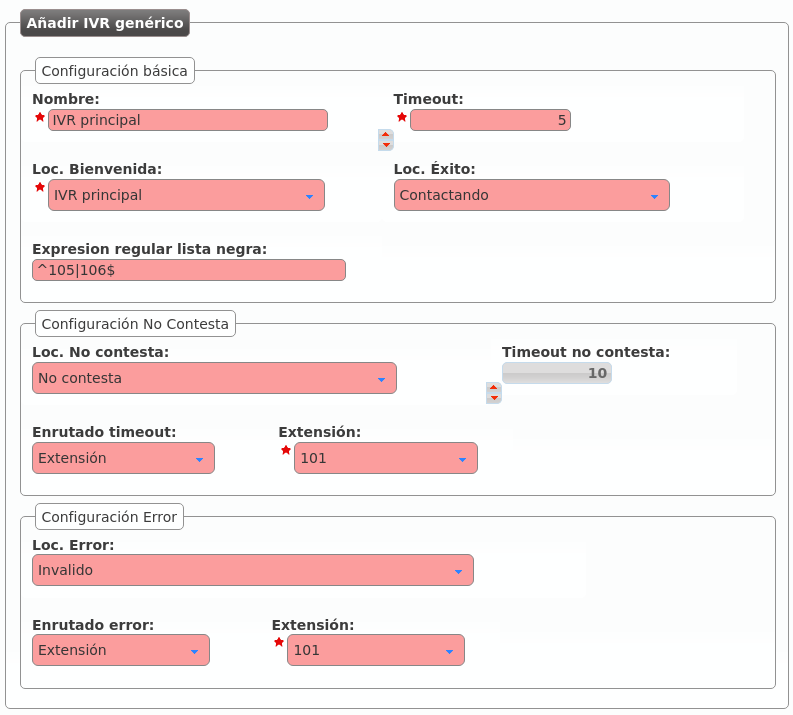 Añadir IVR genérico
Configuración básica
Nombre: Timeout:
IVR principal 5
Loc. Bienvenida: Loc. Éxito:
IVR principal Contactando
Expresion regular lista negra:
^105|106$
Configuración No Contesta
Loc. No contesta: Timeout no contesta:
No contesta 10
Enrutado timeout: Extensión:
Extensión 101
Configuración Error
Loc. Error:
Invalido
Enrutado error: Extensión:
Extensión 101